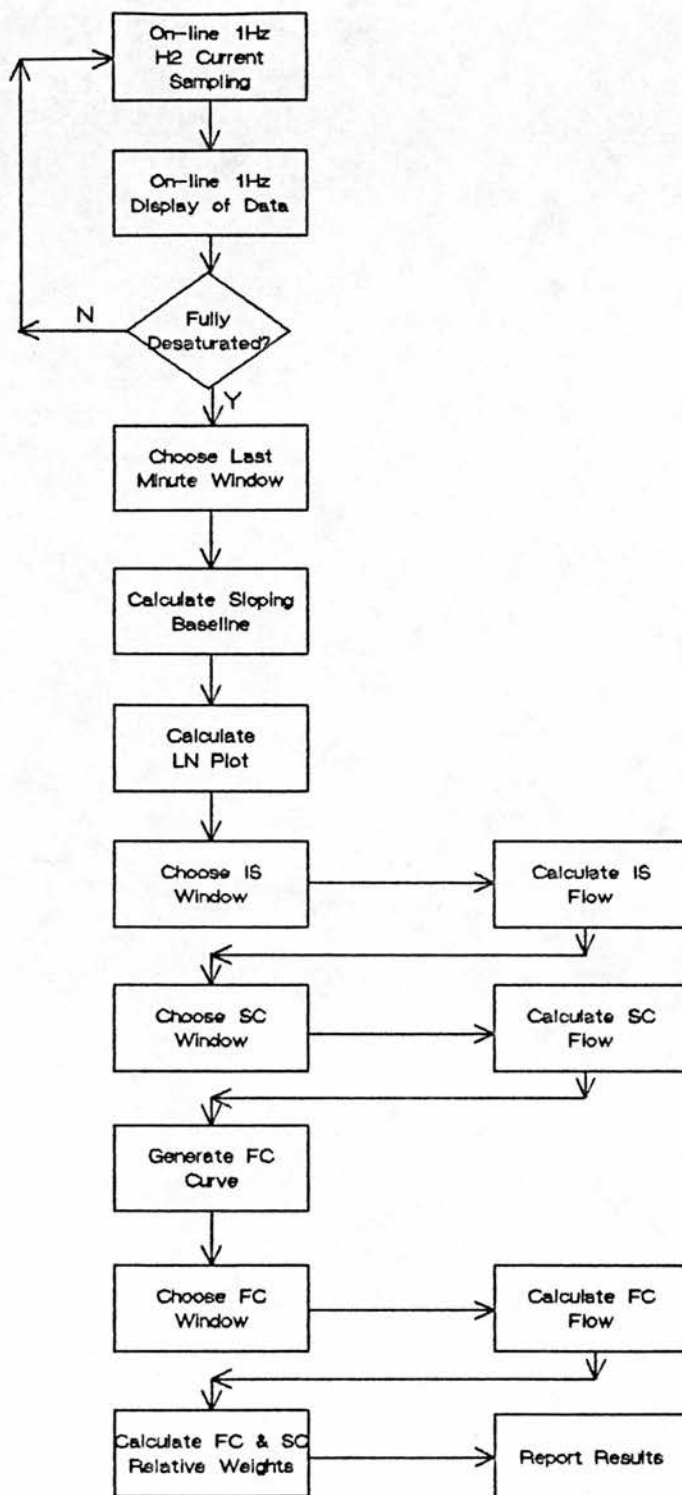 On-line 1Hz
H2 Current
Sampling
On-line 1Hz
Display of Data
N
Fully
Desaturated?
Y
Choose Last
Minute Window
Calculate Sloping
Baseline
Calculate
LN Plot
Choose IS
Window
Calculate IS
Flow
Choose SC
Window
Calculate SC
Flow
Generate FC
Curve
Choose FC
Window
Calculate FC
Flow
Calculate FC & SC
Relative Weights
Report Results